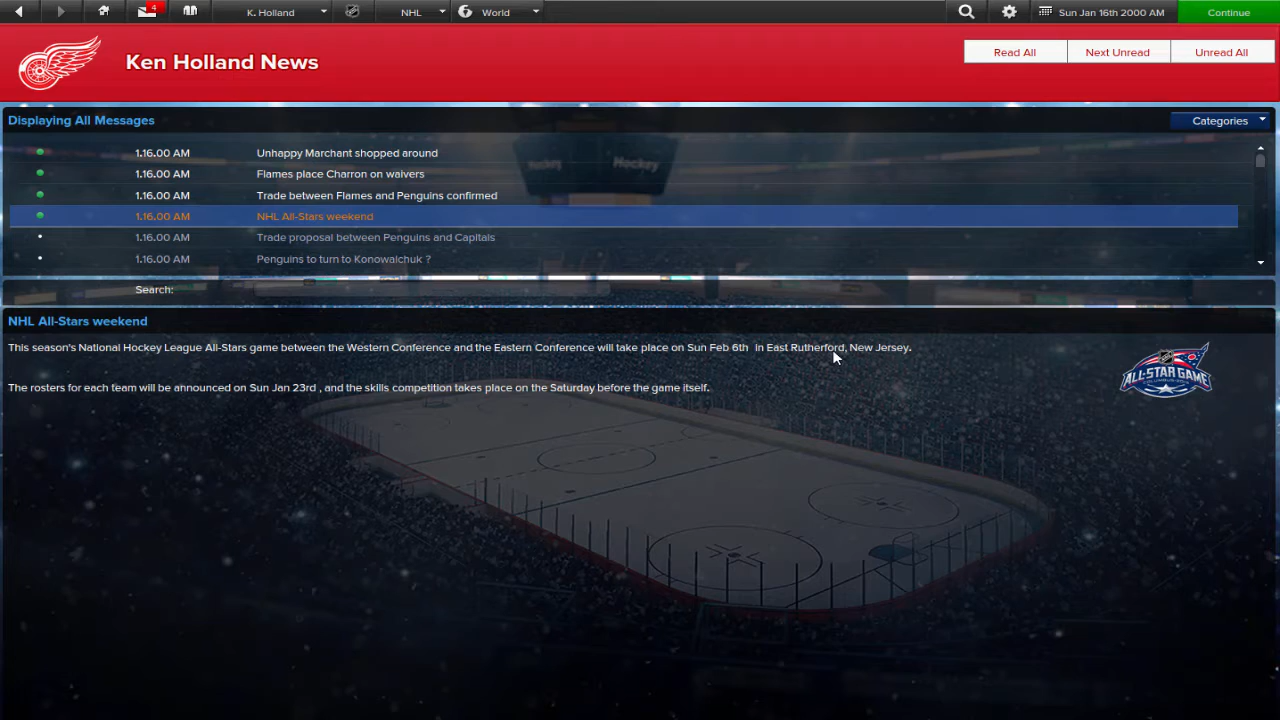 4
K. Holland
NHL
World
Sun Jan 16th 2000 AM
Continue
Ken Holland News
Read All
Next Unread
Unread All
Displaying All Messages
Categories
1.16.00 AM Unhappy Marchant shopped around
1.16.00 AM Flames place Charron on waivers
1.16.00 AM Trade between Flames and Penguins confirmed
1.16.00 AM NHL All-Stars weekend
1.16.00 AM Trade proposal between Penguins and Capitals
1.16.00 AM Penguins to turn to Konowalchuk ?
Search:
NHL All-Stars weekend
This season's National Hockey League All-Stars game between the Western Conference and the Eastern Conference will take place on Sun Feb 6th  in East Rutherford, New Jersey.
ALL-STAR GAME
The rosters for each team will be announced on Sun Jan 23rd , and the skills competition takes place on the Saturday before the game itself.